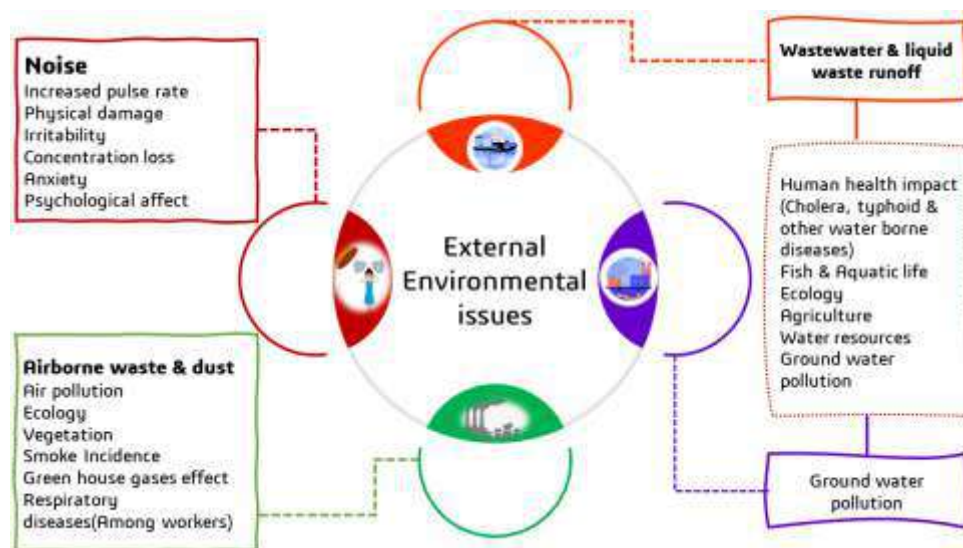 Noise
Increased pulse rate
Physical damage
Irritability
Concentration loss
Anxiety
Psychological affect
Wastewater & liquid
waste runoff
External
Environmental
issues
Human health impact
(Cholera, typhoid &
other water borne
diseases)
Fish & Aquatic life
Ecology
Agriculture
Water resources
Ground water
pollution
Airborne waste & dust
Air pollution
Ecology
Vegetation
Smoke Incidence
Green house gases effect
Respiratory
diseases(Among workers)
Ground water
pollution